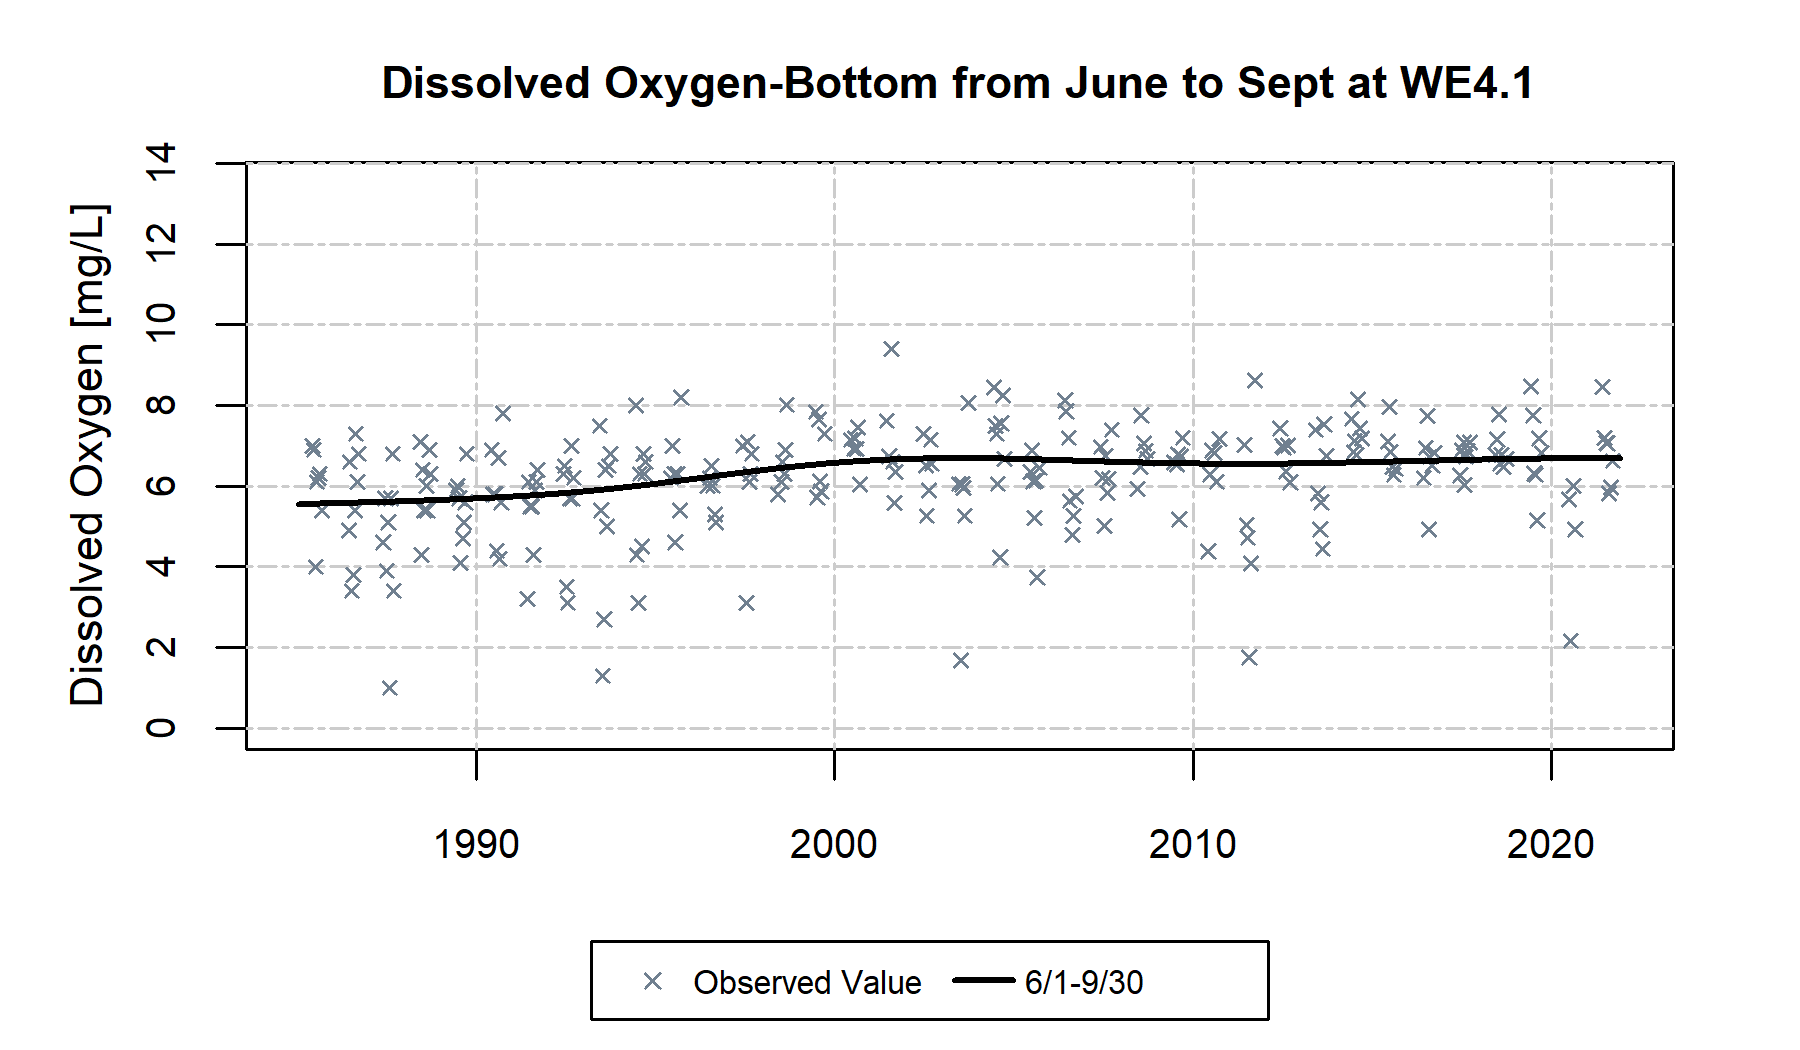 Dissolved Oxygen-Bottom from June to Sept at WE4.1
Dissolved Oxygen [mg/L]
14
12
10
8
6
4
2
0
1990 2000 2010 2020
Observed Value 6/1-9/30